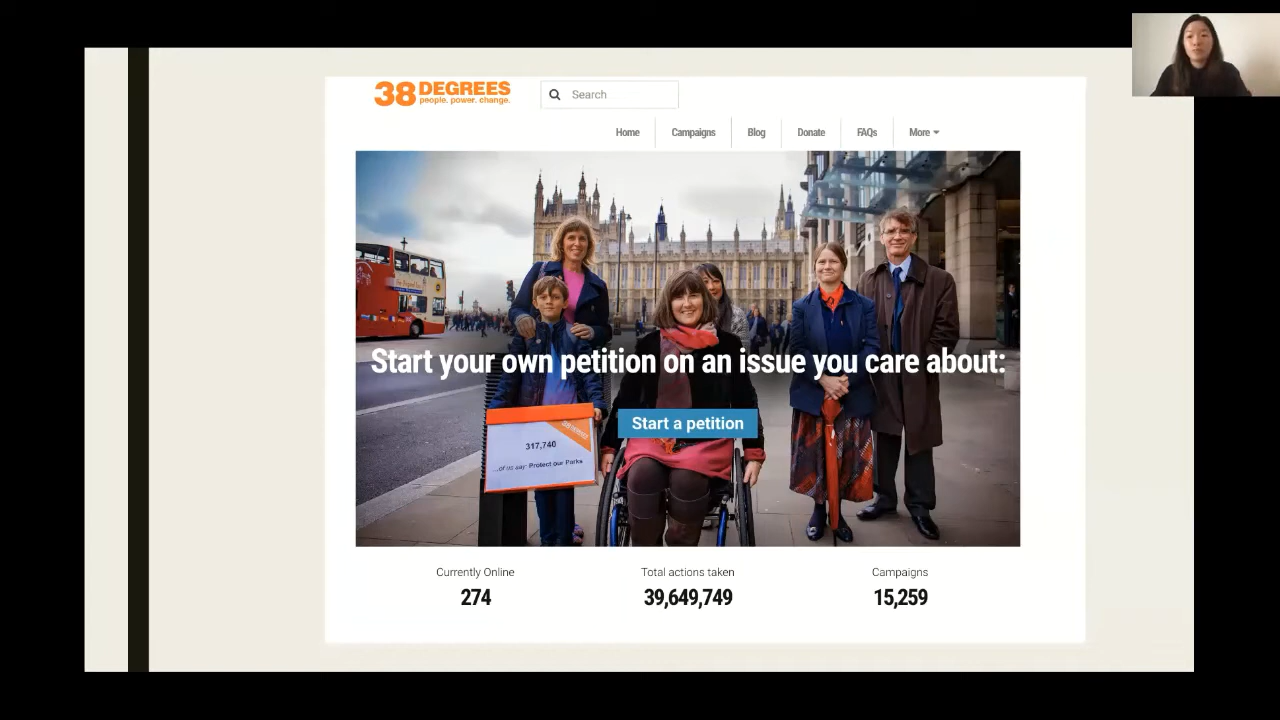 38 DEGREES
people. power. change.
Search
Home
Campaigns
Blog
Donate
FAQs
More
Start your own petition on an issue you care about:
Start a petition
38 DEGREES
317,740
...of us say: Protect our Parks
Currently Online
Total actions taken
Campaigns
274
39,649,749
15,259